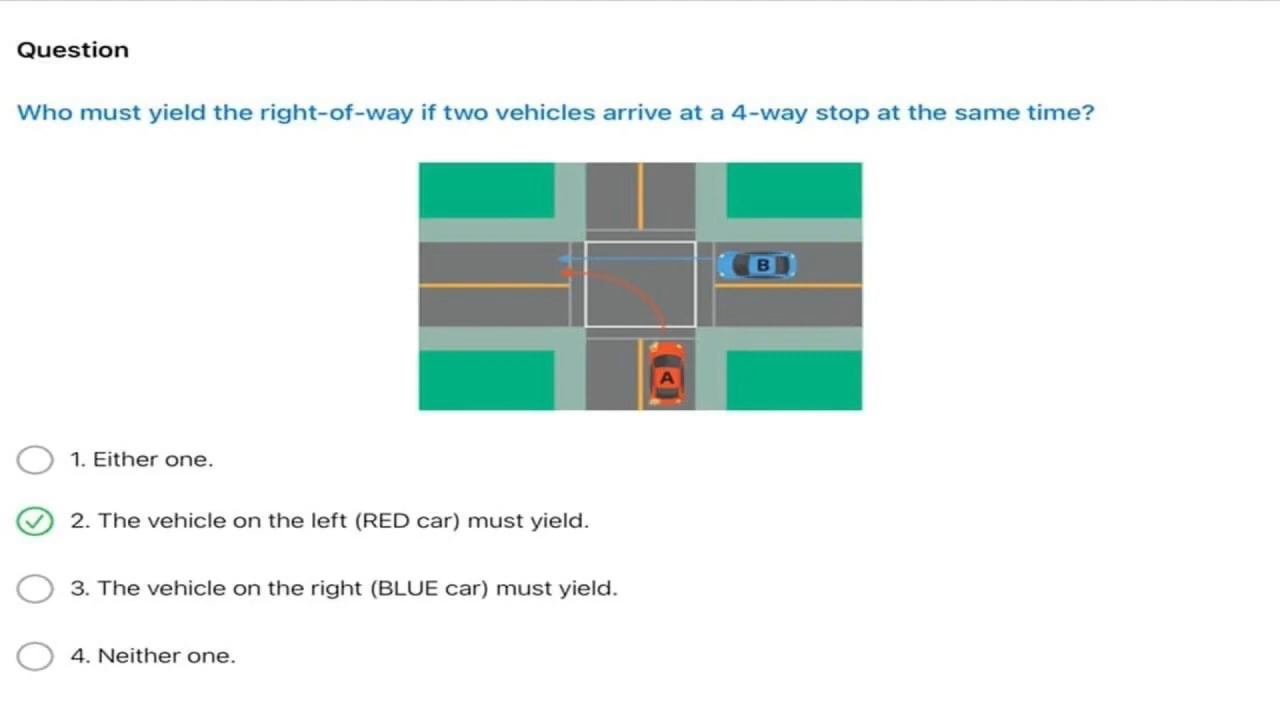 Question
Who must yield the right-of-way if two vehicles arrive at a 4-way stop at the same time?
B
A
1. Either one.
2. The vehicle on the left (RED car) must yield.
3. The vehicle on the right (BLUE car) must yield.
4. Neither one.